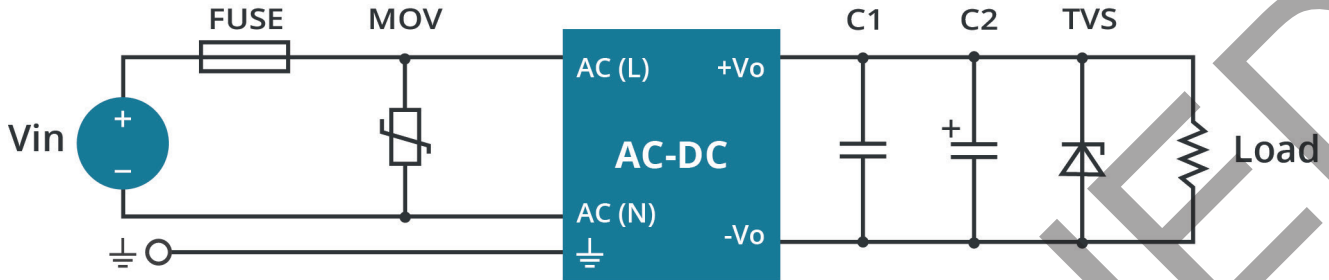 FUSE MOV C1 C2 TVS
AC (L) +Vo
Vin + − AC-DC + Load
AC (N) -Vo